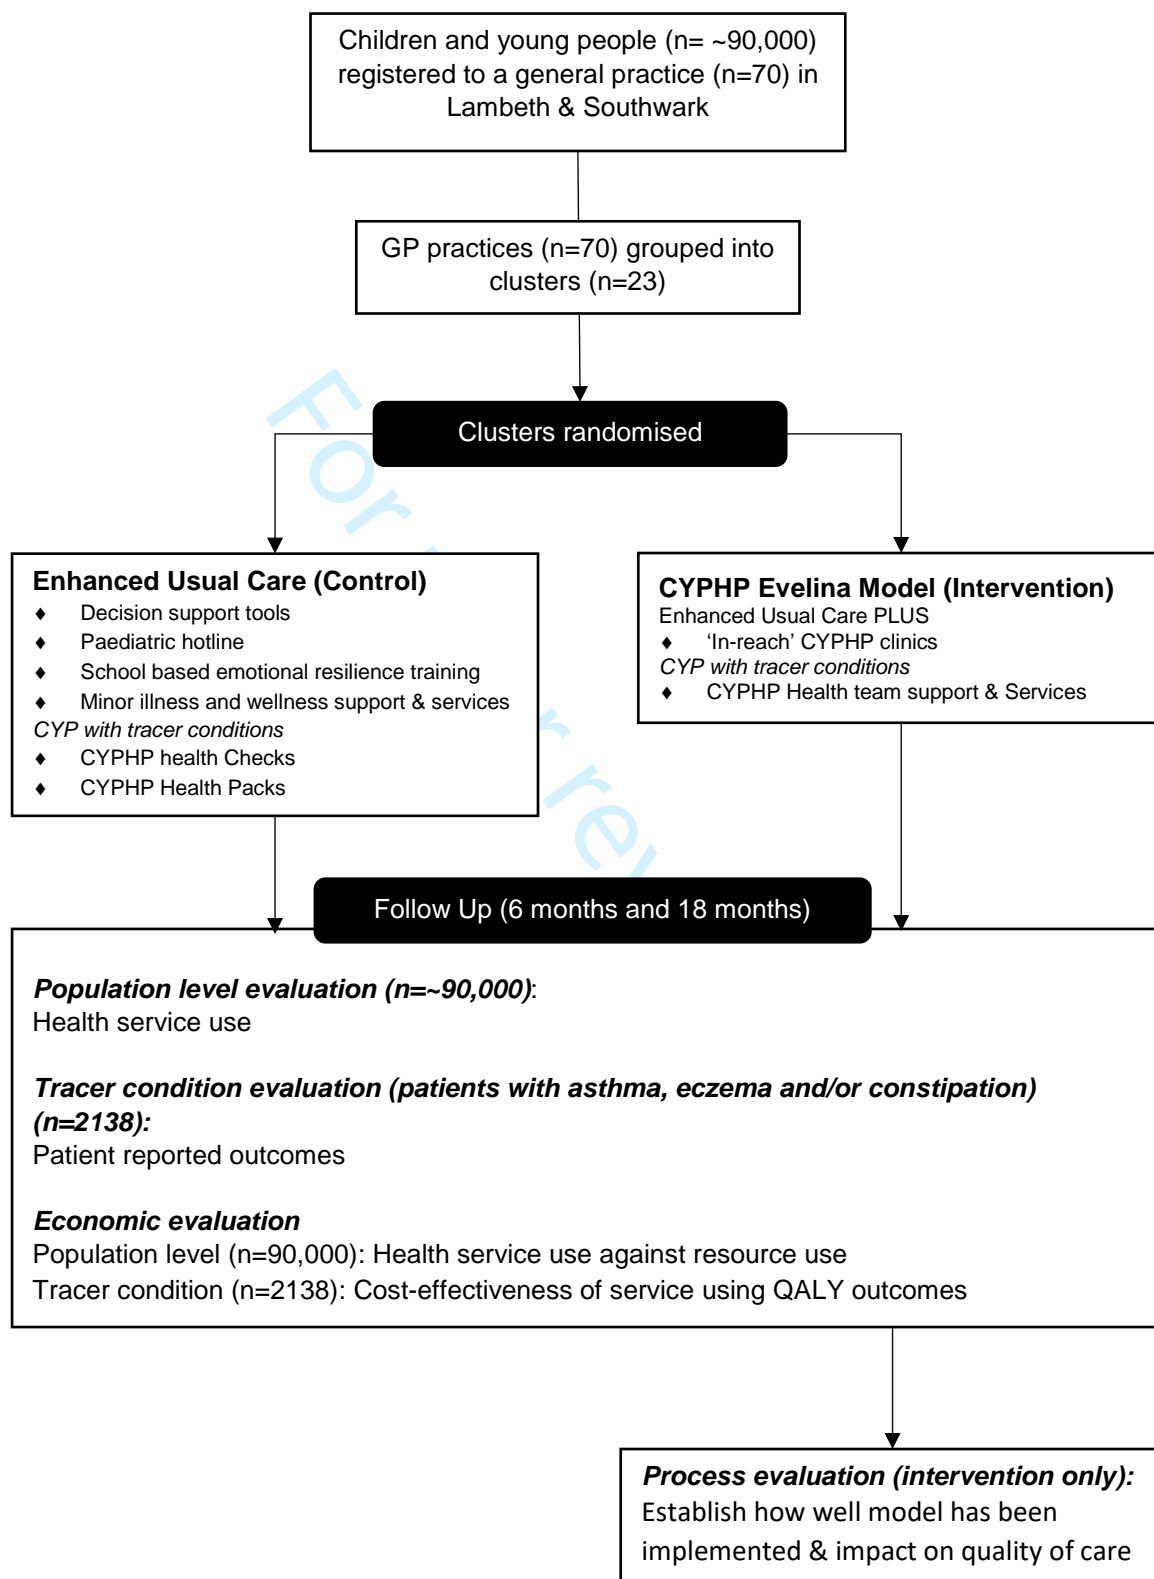 Children and young people (n= ~90,000)
registered to a general practice (n=70) in
Lambeth & Southwark
GP practices (n=70) grouped into
clusters (n=23)
Clusters randomised
Enhanced Usual Care (Control)
♦ Decision support tools
♦ Paediatric hotline
♦ School based emotional resilience training
♦ Minor illness and wellness support & services
CYP with tracer conditions
♦ CYPHP health Checks
♦ CYPHP Health Packs
CYPHP Evelina Model (Intervention)
Enhanced Usual Care PLUS
♦ ‘In-reach’ CYPHP clinics
CYP with tracer conditions
♦ CYPHP Health team support & Services
Follow Up (6 months and 18 months)
Population level evaluation (n=~90,000):
Health service use
Tracer condition evaluation (patients with asthma, eczema and/or constipation)
(n=2138):
Patient reported outcomes
Economic evaluation
Population level (n=90,000): Health service use against resource use
Tracer condition (n=2138): Cost-effectiveness of service using QALY outcomes
Process evaluation (intervention only):
Establish how well model has been
implemented & impact on quality of care
For
r rev